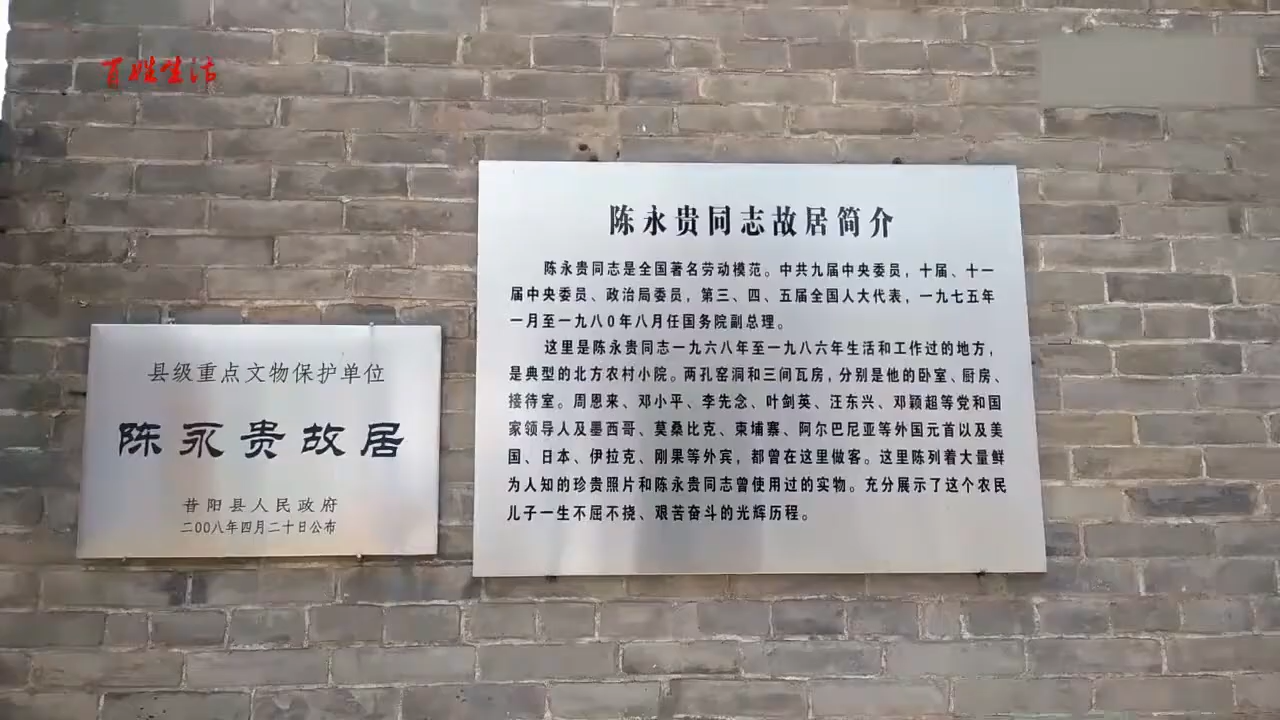 百姓生活
陈永贵同志故居简介
陈永贵同志是全国著名劳动模范。中共九届中央委员，十届、十一
届中央委员、政治局委员，第三、四、五届全国人大代表，一九七五年
一月至一九八0年八月任国务院副总理。
这里是陈永贵同志一九六八年至一九八六年生活和工作过的地方，
是典型的北方农村小院。两孔窑洞和三间瓦房，分别是他的卧室、厨房、
接待室。周恩来、邓小平、李先念、叶剑英、汪东兴、邓颖超等党和国
家领导人及墨西哥、莫桑比克、柬埔寨、阿尔巴尼亚等外国元首以及美
国、日本、伊拉克、刚果等外宾，都曾在这里做客。这里陈列着大量鲜
为人知的珍贵照片和陈永贵同志曾使用过的实物。充分展示了这个农民
儿子一生不屈不挠、艰苦奋斗的光辉历程。
县级重点文物保护单位
陈永贵故居
昔阳县人民政府
二00八年四月二十日公布